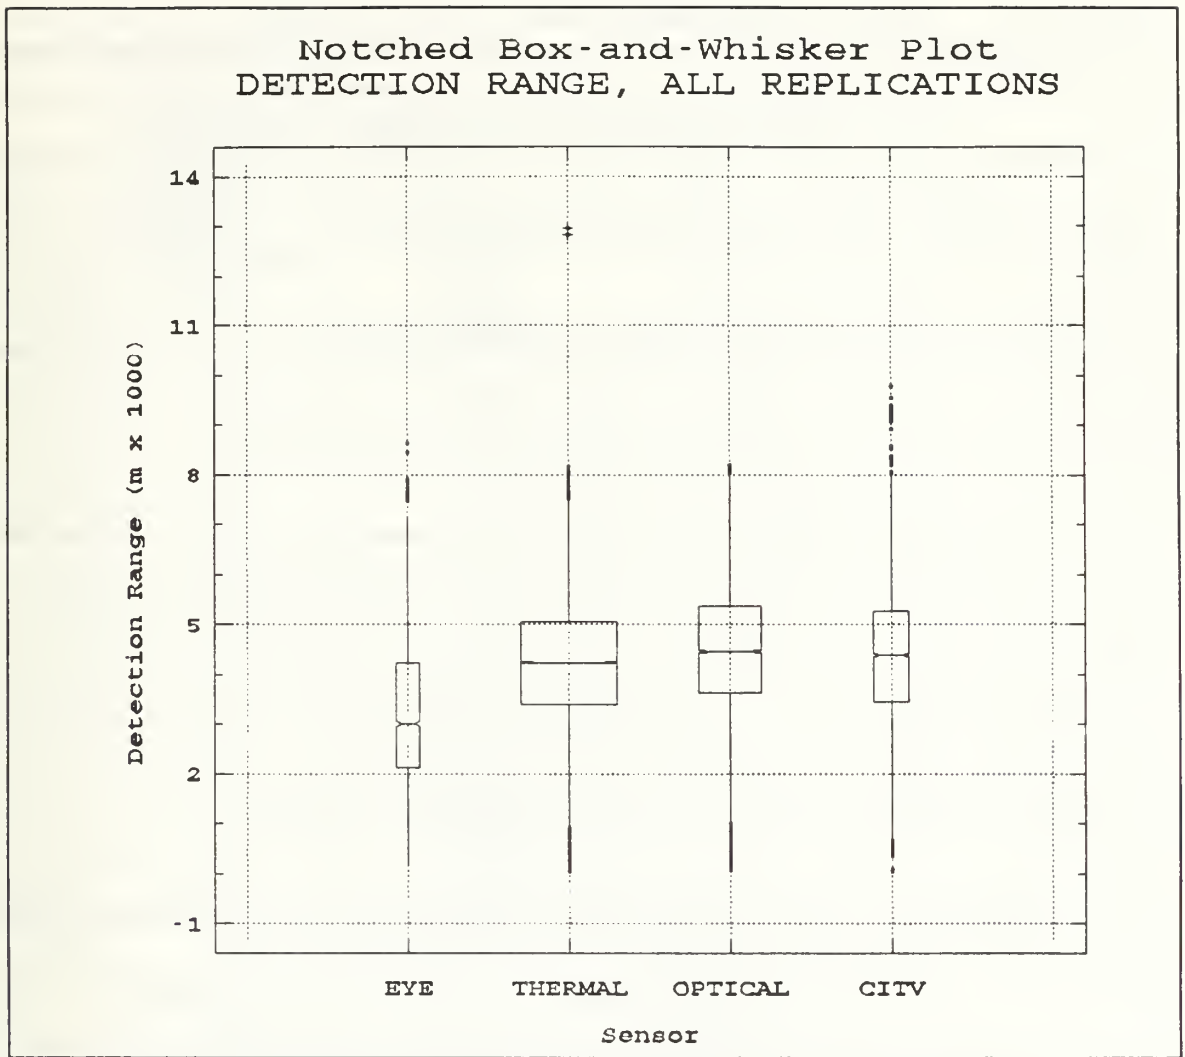 Notched Box-and-Whisker Plot
DETECTION RANGE, ALL REPLICATIONS
Detection Range (m x 1000)
14
11
8
5
2
-1
EYE THERMAL OPTICAL CITV
Sensor